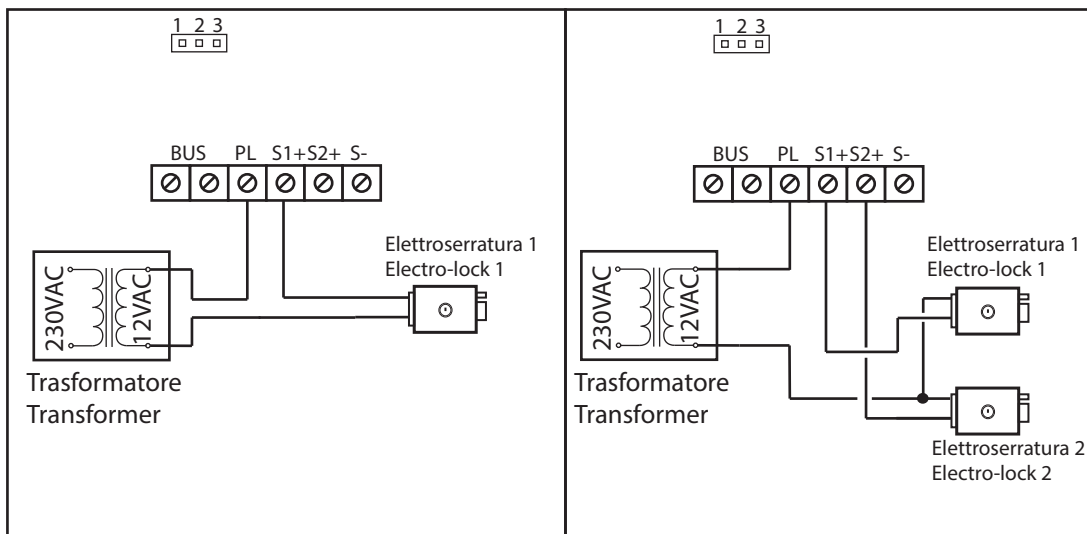 1 2 3
BUS PL S1+ S2+ S-
Elettroserratura 1
Electro-lock 1
230VAC
12VAC
Trasformatore
Transformer
1 2 3
BUS PL S1+ S2+ S-
Elettroserratura 1
Electro-lock 1
230VAC
12VAC
Trasformatore
Transformer
Elettroserratura 2
Electro-lock 2